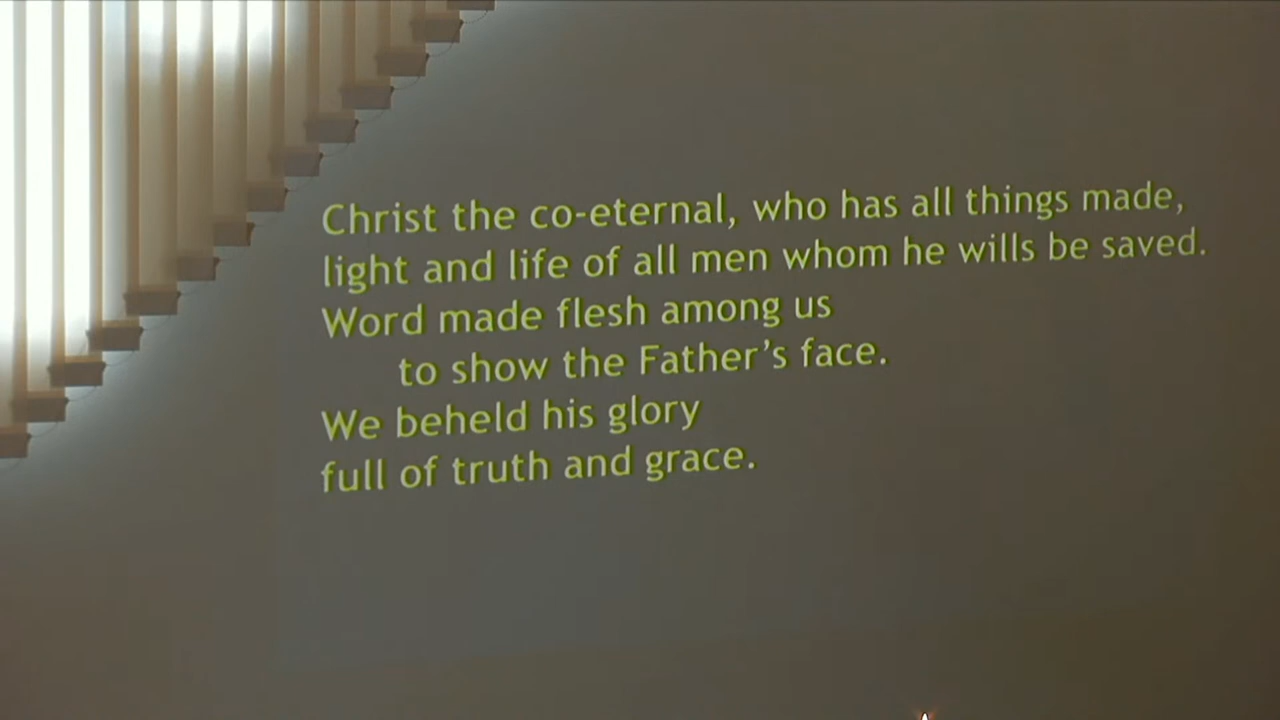 Christ the co-eternal, who has all things made,
light and life of all men whom he wills be saved.
Word made flesh among us
to show the Father's face.
We beheld his glory
full of truth and grace.